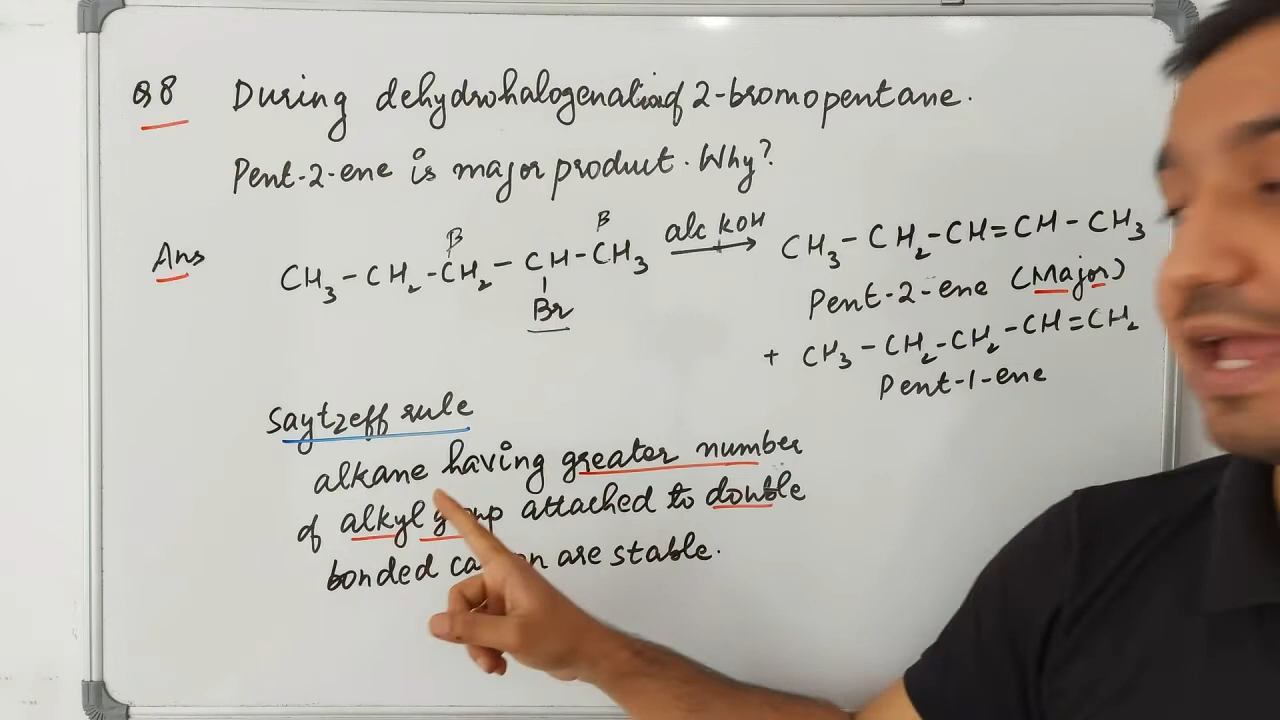 Q8 During dehydrohalogenation of 2-bromopentane.
Pent-2-ene is major product. Why?
Ans
CH₃-CH₂-CH₂-CH-CH₃ alc KOH CH₃-CH₂-CH=CH-CH₃
β β
Br
Pent-2-ene (Major)
+ CH₃-CH₂-CH₂-CH=CH₂
Pent-1-ene
Saytzeff rule
alkane having greater number
of alkyl attached to double
bonded are stable.